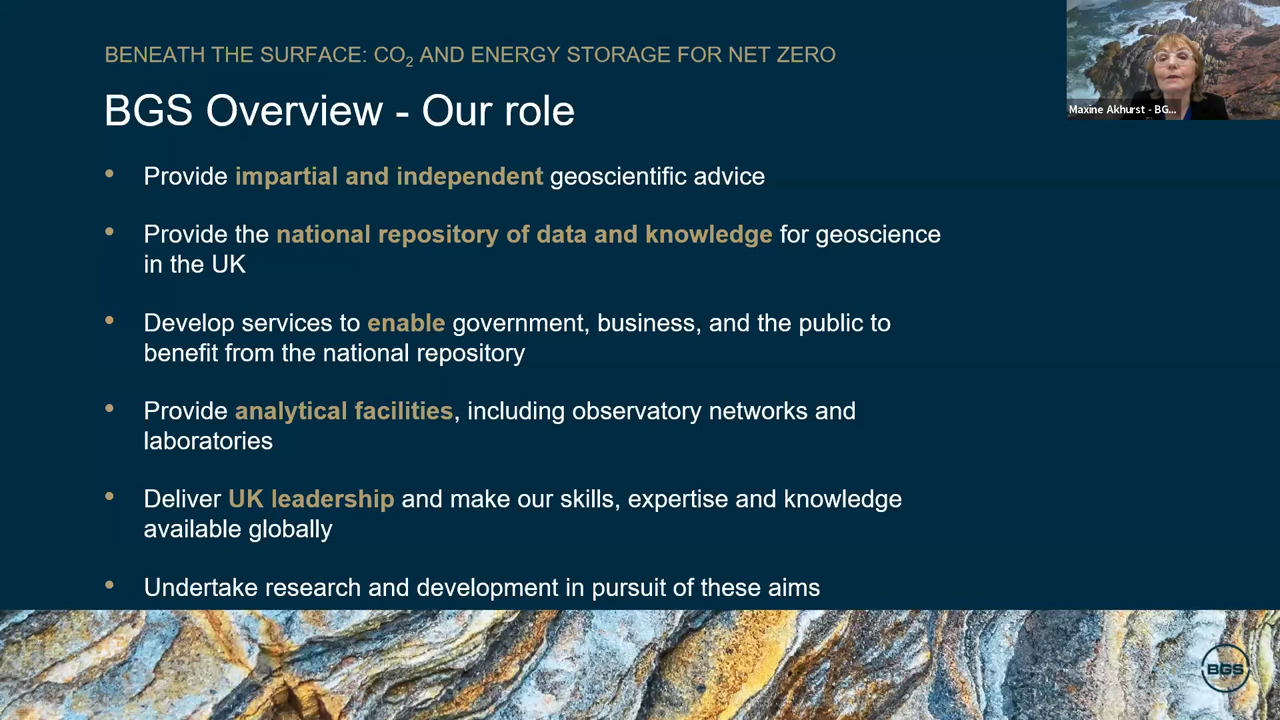 BENEATH THE SURFACE: CO₂ AND ENERGY STORAGE FOR NET ZERO
Maxine Akhurst - BG...
BGS Overview - Our role
• Provide impartial and independent geoscientific advice
• Provide the national repository of data and knowledge for geoscience
in the UK
• Develop services to enable government, business, and the public to
benefit from the national repository
• Provide analytical facilities, including observatory networks and
laboratories
• Deliver UK leadership and make our skills, expertise and knowledge
available globally
• Undertake research and development in pursuit of these aims
BGS